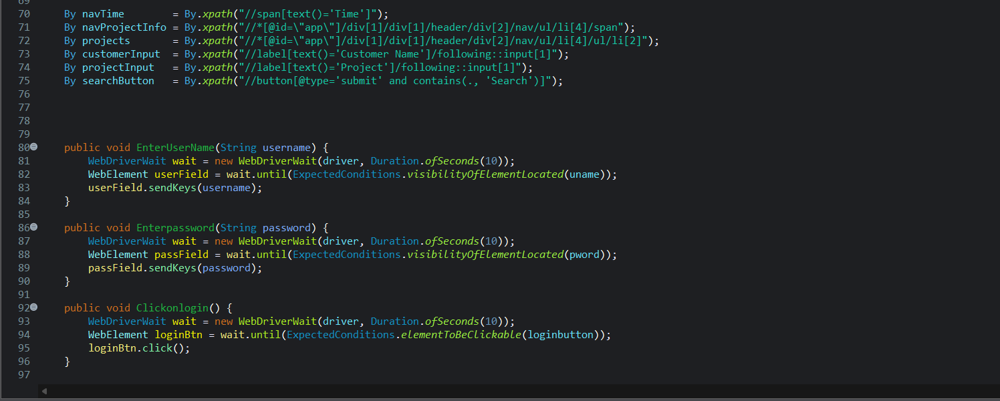 69
70 By navTime = By.xpath("//span[text()='Time']");
71 By navProjectInfo = By.xpath("//*[@id=\"app\"]/div[1]/div[1]/header/div[2]/nav/ul/li[4]/span");
72 By projects = By.xpath("//*[@id=\"app\"]/div[1]/div[1]/header/div[2]/nav/ul/li[4]/ul/li[2]");
73 By customerInput = By.xpath("//label[text()='Customer Name']/following::input[1]");
74 By projectInput = By.xpath("//label[text()='Project']/following::input[1]");
75 By searchButton = By.xpath("//button[@type='submit' and contains(., 'Search')]");
76
77
78
79
80 public void EnterUserName(String username) {
81 WebDriverWait wait = new WebDriverWait(driver, Duration.ofSeconds(10));
82 WebElement userField = wait.until(ExpectedConditions.visibilityOfElementLocated(uname));
83 userField.sendKeys(username);
84 }
85
86 public void Enterpassword(String password) {
87 WebDriverWait wait = new WebDriverWait(driver, Duration.ofSeconds(10));
88 WebElement passField = wait.until(ExpectedConditions.visibilityOfElementLocated(pword));
89 passField.sendKeys(password);
90 }
91
92 public void Clickonlogin() {
93 WebDriverWait wait = new WebDriverWait(driver, Duration.ofSeconds(10));
94 WebElement loginBtn = wait.until(ExpectedConditions.elementToBeClickable(loginbutton));
95 loginBtn.click();
96 }
97